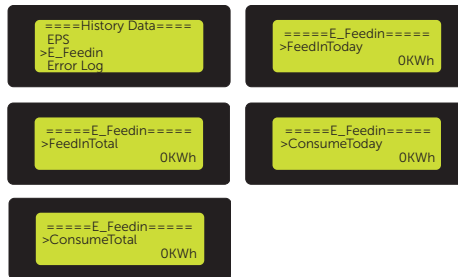 ====History Data====
EPS
>E_Feedin
Error Log
=====E_Feedin=====
>FeedInToday
0KWh
=====E_Feedin=====
>FeedInTotal
0KWh
=====E_Feedin=====
>ConsumeToday
0KWh
=====E_Feedin=====
>ConsumeTotal
0KWh